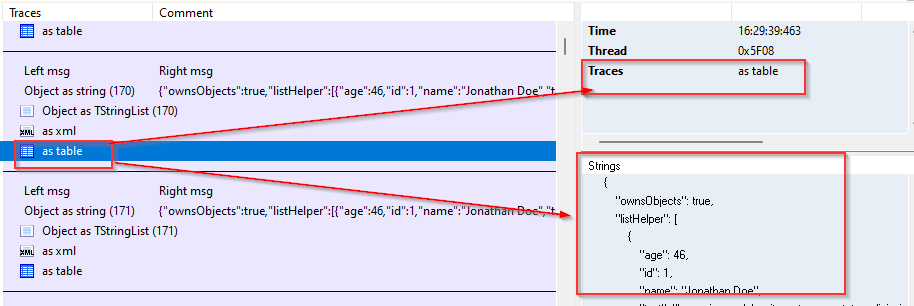 Traces Comment
as table
Left msg Right msg
Object as string (170) {"ownsObjects":true,"listHelper":[{"age":46,"id":1,"name":"Jonathan Doe","t
Object as TStringList (170)
as xml
as table
Left msg Right msg
Object as string (171) {"ownsObjects":true,"listHelper":[{"age":46,"id":1,"name":"Jonathan Doe","t
Object as TStringList (171)
as xml
as table
Time 16:29:39:463
Thread 0x5F08
Traces as table
Strings
{
"ownsObjects": true,
"listHelper": [
{
"age": 46,
"id": 1,
"name": "Jonathan Doe",